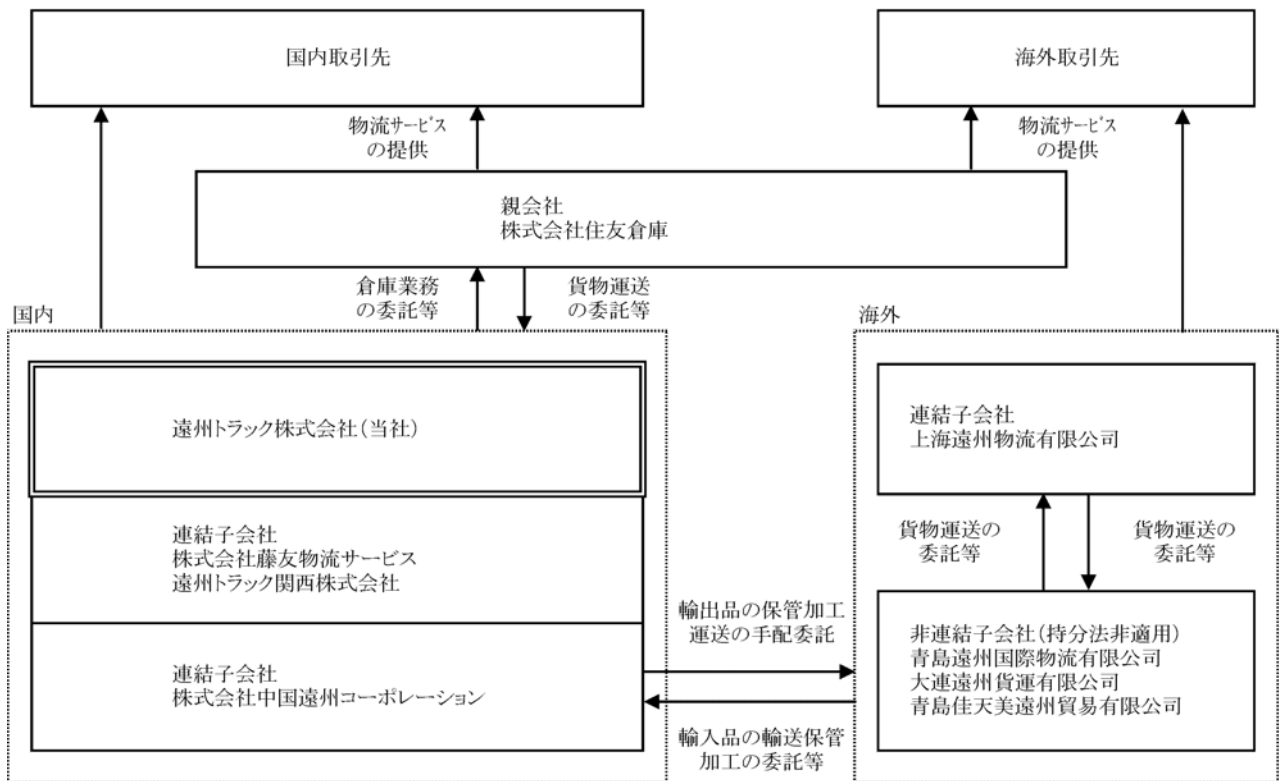 国内取引先
海外取引先
物流サービス
の提供
物流サービス
の提供
親会社
株式会社住友倉庫
倉庫業務
の委託等
貨物運送
の委託等
国内
海外
遠州トラック株式会社(当社)
連結子会社
上海遠州物流有限公司
連結子会社
株式会社藤友物流サービス
遠州トラック関西株式会社
貨物運送の
委託等
貨物運送の
委託等
輸出品の保管加工
運送の手配委託
連結子会社
株式会社中国遠州コーポレーション
非連結子会社(持分法非適用)
青島遠州国際物流有限公司
大連遠州貨運有限公司
青島佳天美遠州貿易有限公司
輸入品の輸送保管
加工の委託等